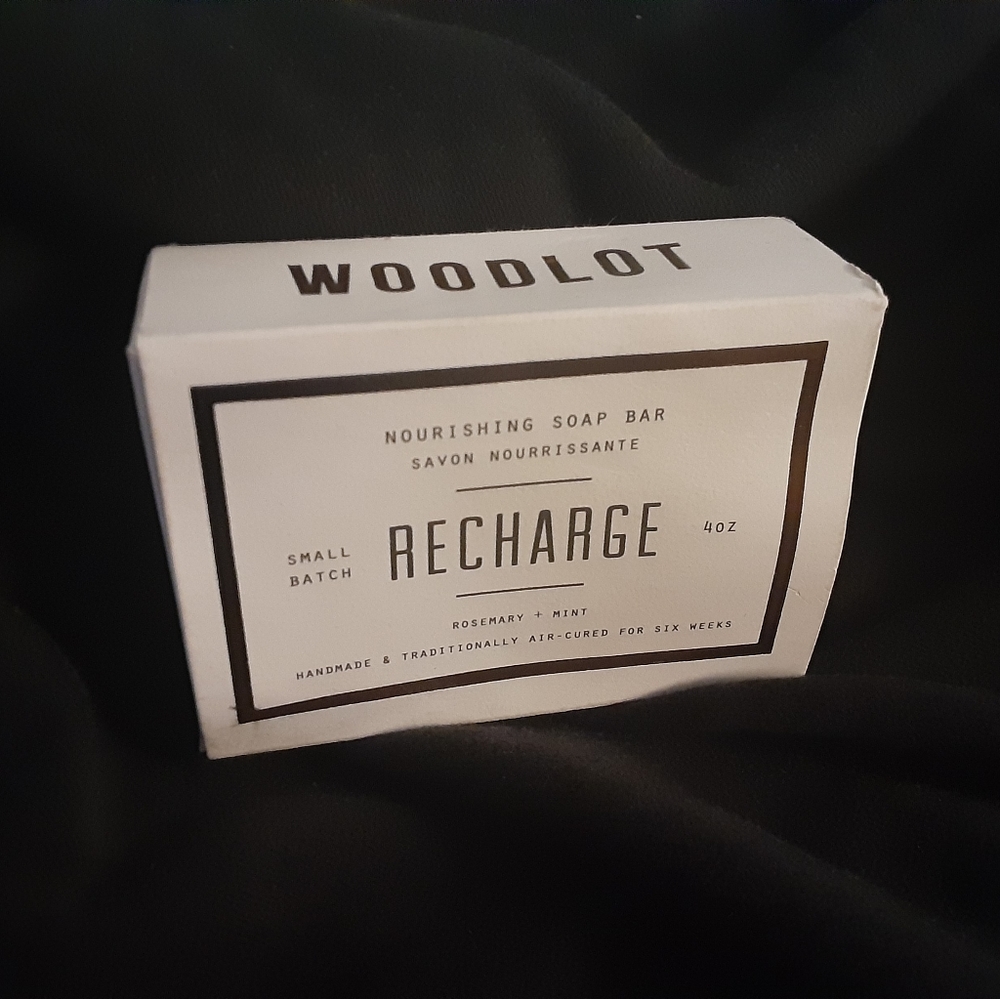 WOODLOT
NOURISHING SOAP BAR
SAVON NOURRISSANTE
SMALL
BATCH
RECHARGE
4OZ
ROSEMARY + MINT
HANDMADE & TRADITIONALLY AIR-CURED FOR SIX WEEKS